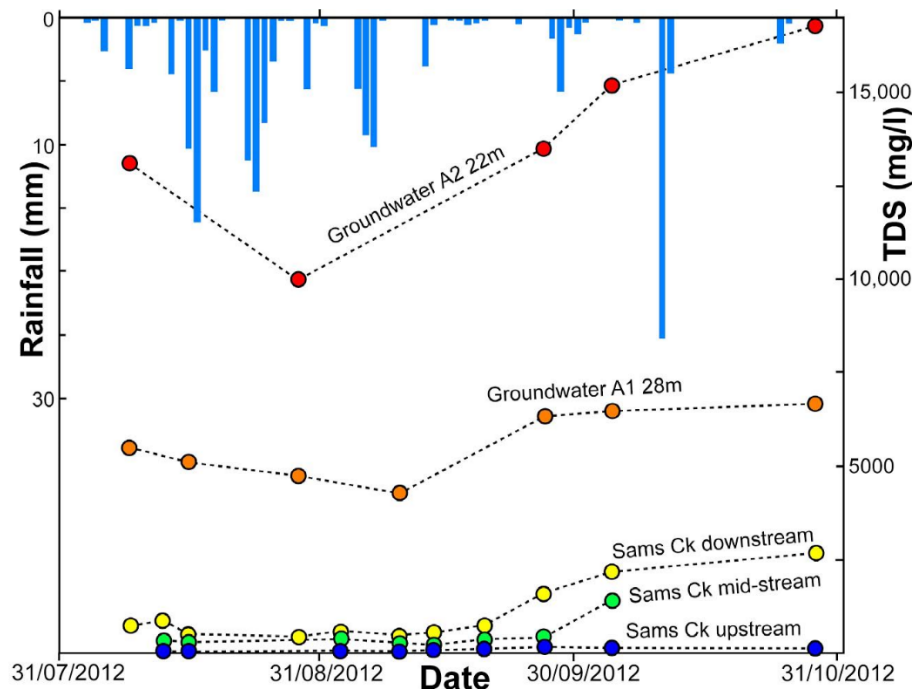 0
10
30
Rainfall (mm)
15,000
10,000
5000
TDS (mg/l)
Groundwater A2 22m
Groundwater A1 28m
Sams Ck downstream
Sams Ck mid-stream
Sams Ck upstream
31/07/2012
31/08/2012
30/09/2012
31/10/2012
Date